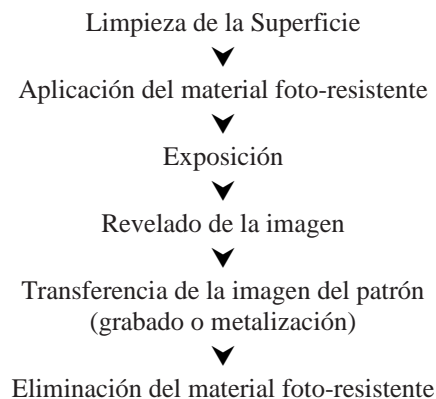 Limpieza de la Superficie
Aplicación del material foto-resistente
Exposición
Revelado de la imagen
Transferencia de la imagen del patrón
(grabado o metalización)
Eliminación del material foto-resistente